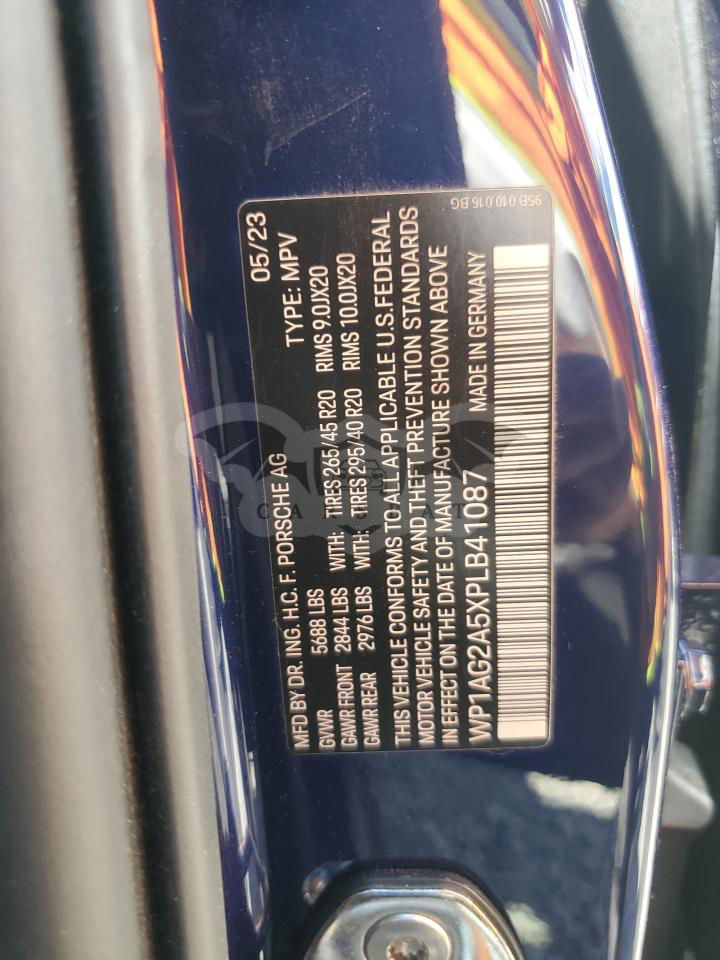 MFD BY DR. ING. H.C. F. PORSCHE AG 05/23
GVWR 5688 LBS TYPE: MPV
GAWR FRONT 2844 LBS WITH: TIRES 265/45 R20 RIMS 9.0JX20
GAWR REAR 2976 LBS WITH: TIRES 295/40 R20 RIMS 10.0JX20
THIS VEHICLE CONFORMS TO ALL APPLICABLE U.S.FEDERAL
MOTOR VEHICLE SAFETY AND THEFT PREVENTION STANDARDS
IN EFFECT ON THE DATE OF MANUFACTURE SHOWN ABOVE
WP1AG2A5XPLB41087 MADE IN GERMANY
95B.010.016.BG